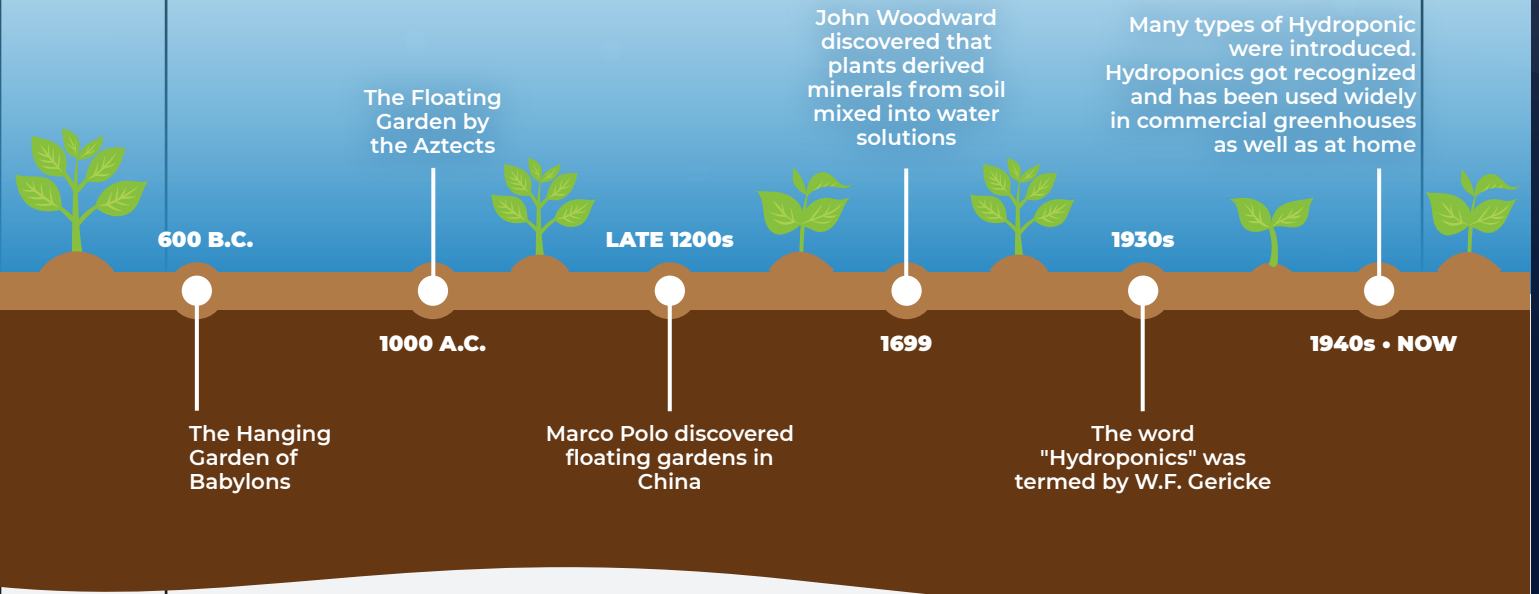 600 B.C.
The Hanging
Garden of
Babylons
The Floating
Garden by
the Aztects
1000 A.C.
LATE 1200s
Marco Polo discovered
floating gardens in
China
John Woodward
discovered that
plants derived
minerals from soil
mixed into water
solutions
1699
1930s
The word
"Hydroponics" was
termed by W.F. Gericke
Many types of Hydroponic
were introduced.
Hydroponics got recognized
and has been used widely
in commercial greenhouses
as well as at home
1940s • NOW